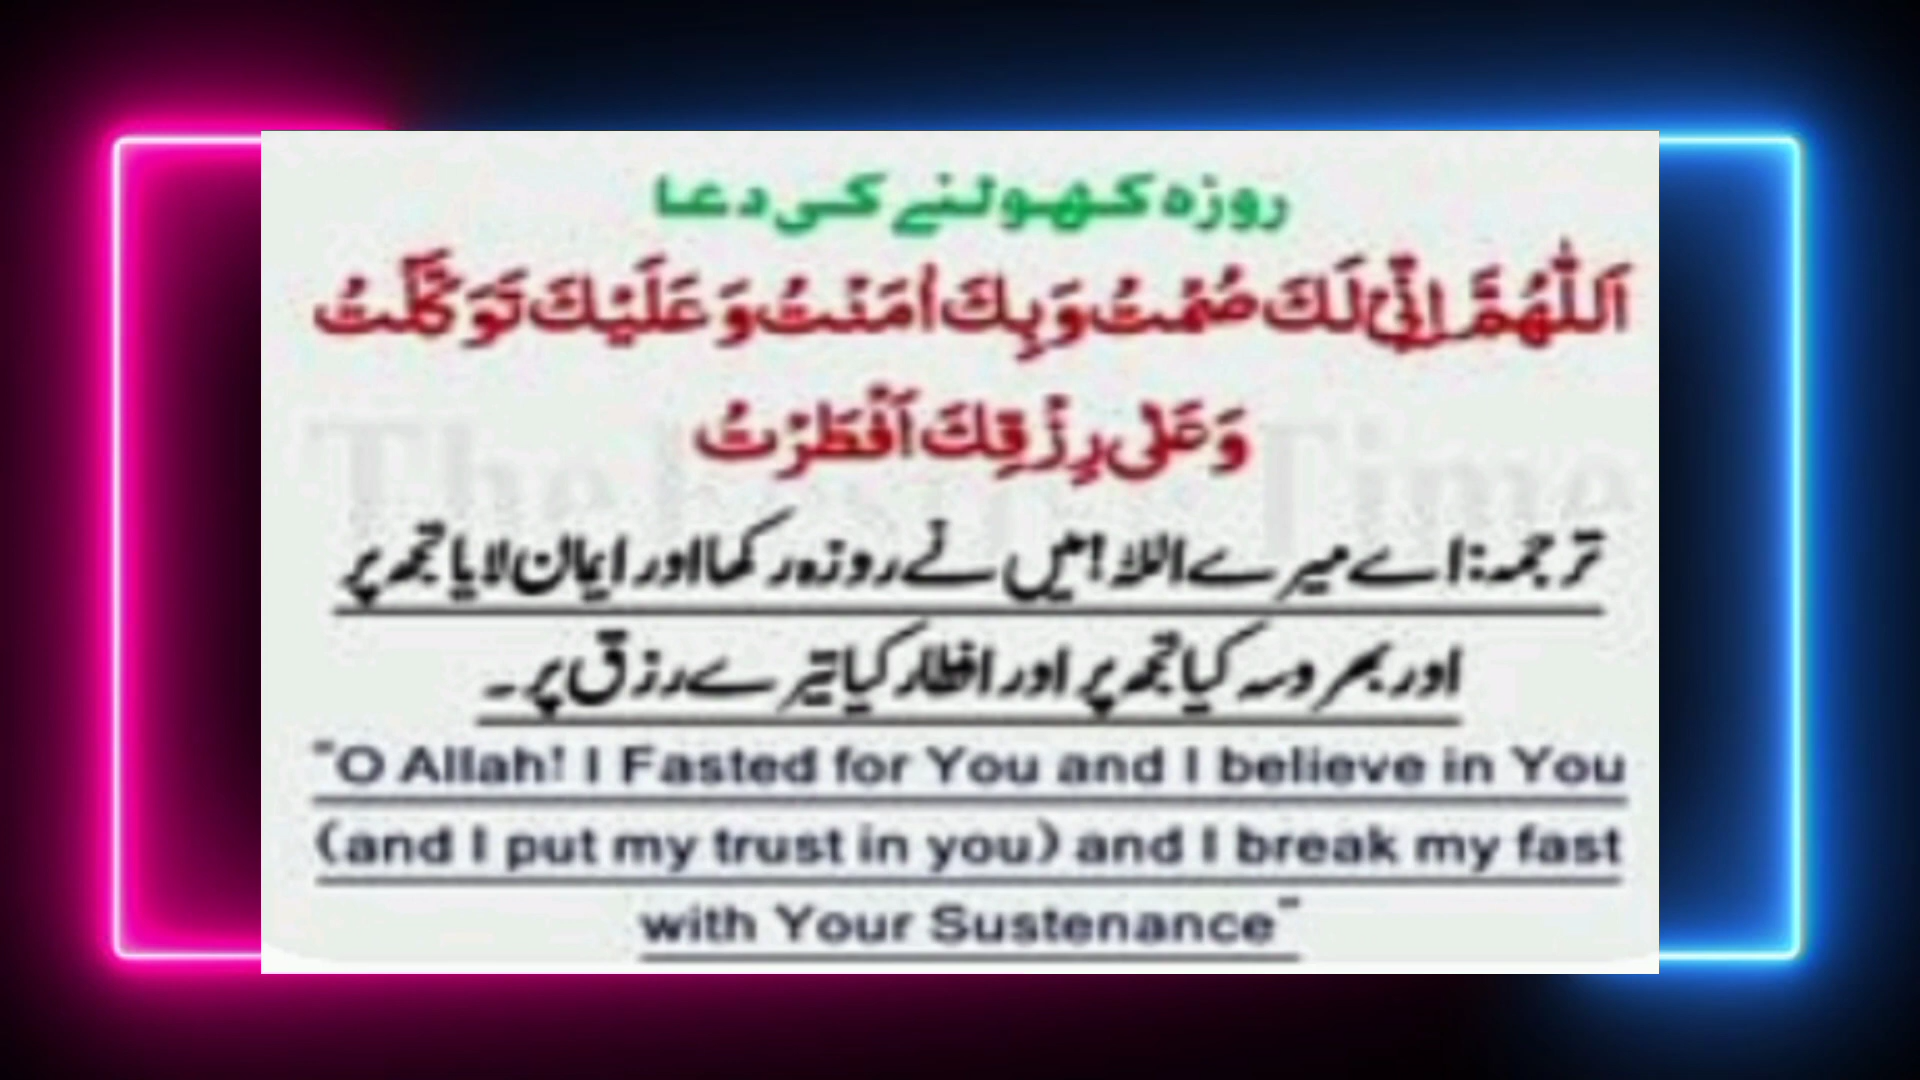 روزہ کھولنے کی دعا
اَللّٰهُمَّ اِنِّیْ لَكَ صُمْتُ وَبِكَ اٰمَنْتُ وَعَلَيْكَ تَوَكَّلْتُ
وَعَلٰی رِزْقِكَ اَفْطَرْتُ
ترجمہ: اے میرے اللہ! میں نے روزہ رکھا اور ایمان لایا تجھ پر
اور بھروسہ کیا تجھ پر اور افطار کیا تیرے رزق پر۔
"O Allah! I Fasted for You and I believe in You
(and I put my trust in you) and I break my fast
with Your Sustenance"